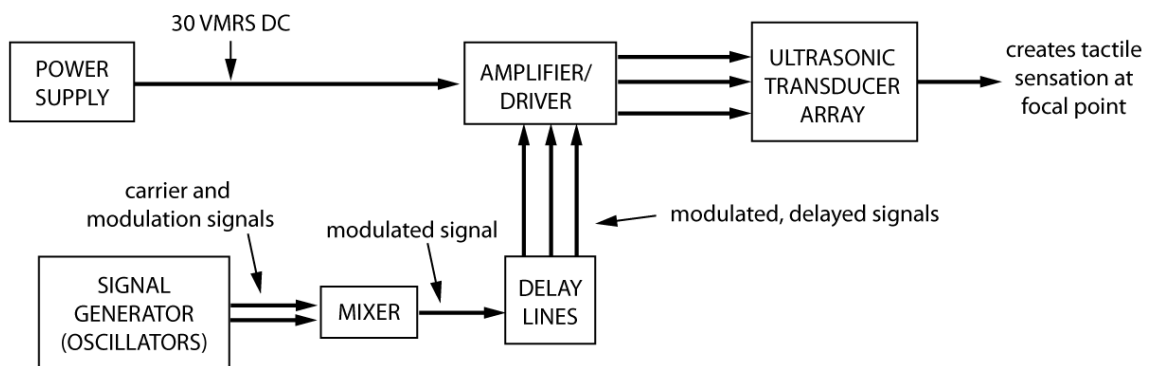 30 VMRS DC
POWER
SUPPLY
AMPLIFIER/
DRIVER
ULTRASONIC
TRANSDUCER
ARRAY
creates tactile
sensation at
focal point
carrier and
modulation signals
modulated signal
modulated, delayed signals
SIGNAL
GENERATOR
(OSCILLATORS)
MIXER
DELAY
LINES